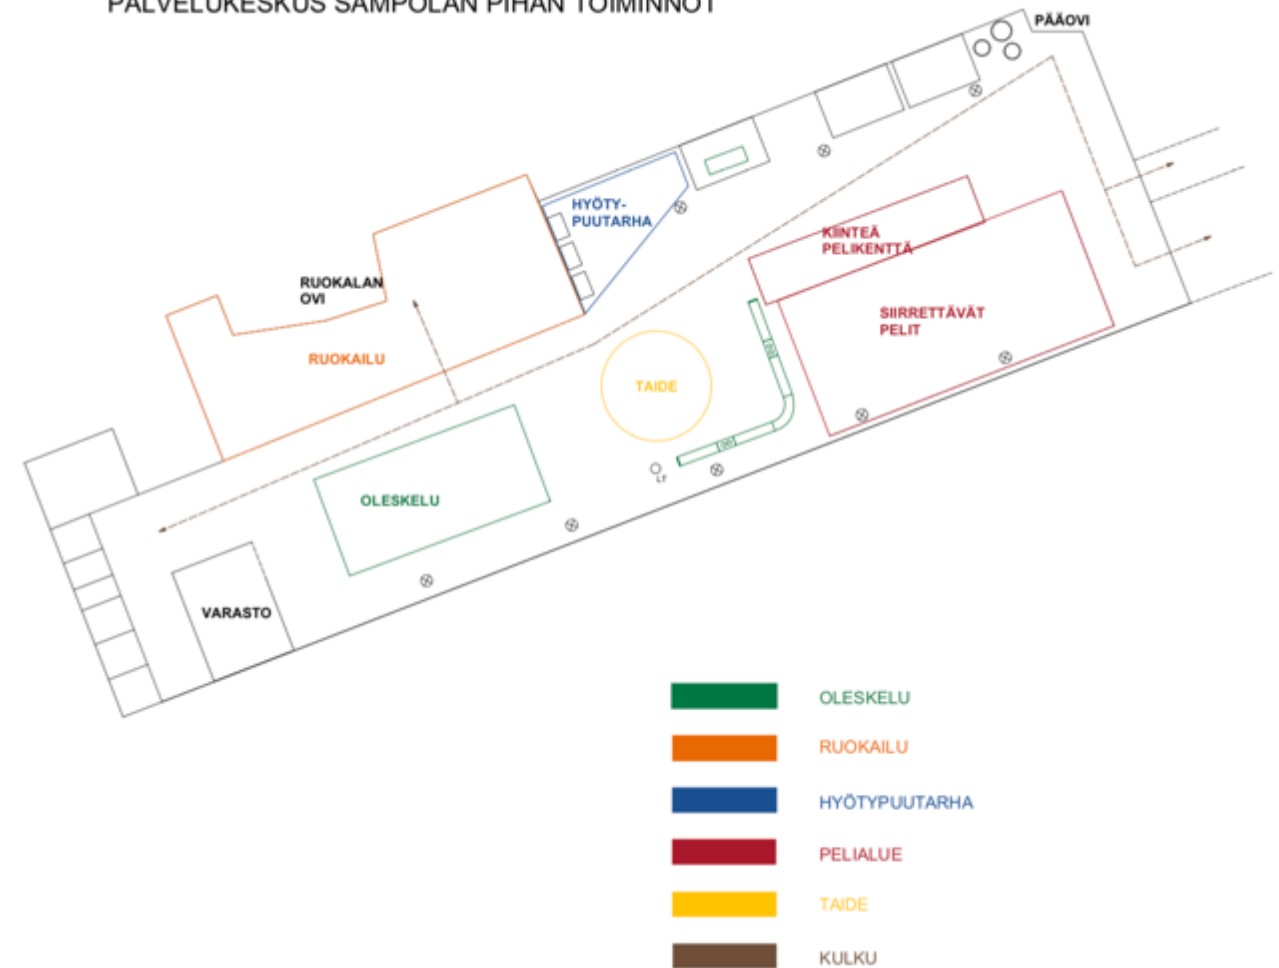 PALVELUKESKUS SAMPOLAN PIHAN TOIMINNOT
PÄÄOVI
HYÖTY-
PUUTARHA
KIINTEÄ
PELIKENTTÄ
RUOKALAN
OVI
SIIRRETTÄVÄT
PELIT
RUOKAILU
TAIDE
OLESKELU
VARASTO
OLESKELU
RUOKAILU
HYÖTYPUUTARHA
PELIALUE
TAIDE
KULKU